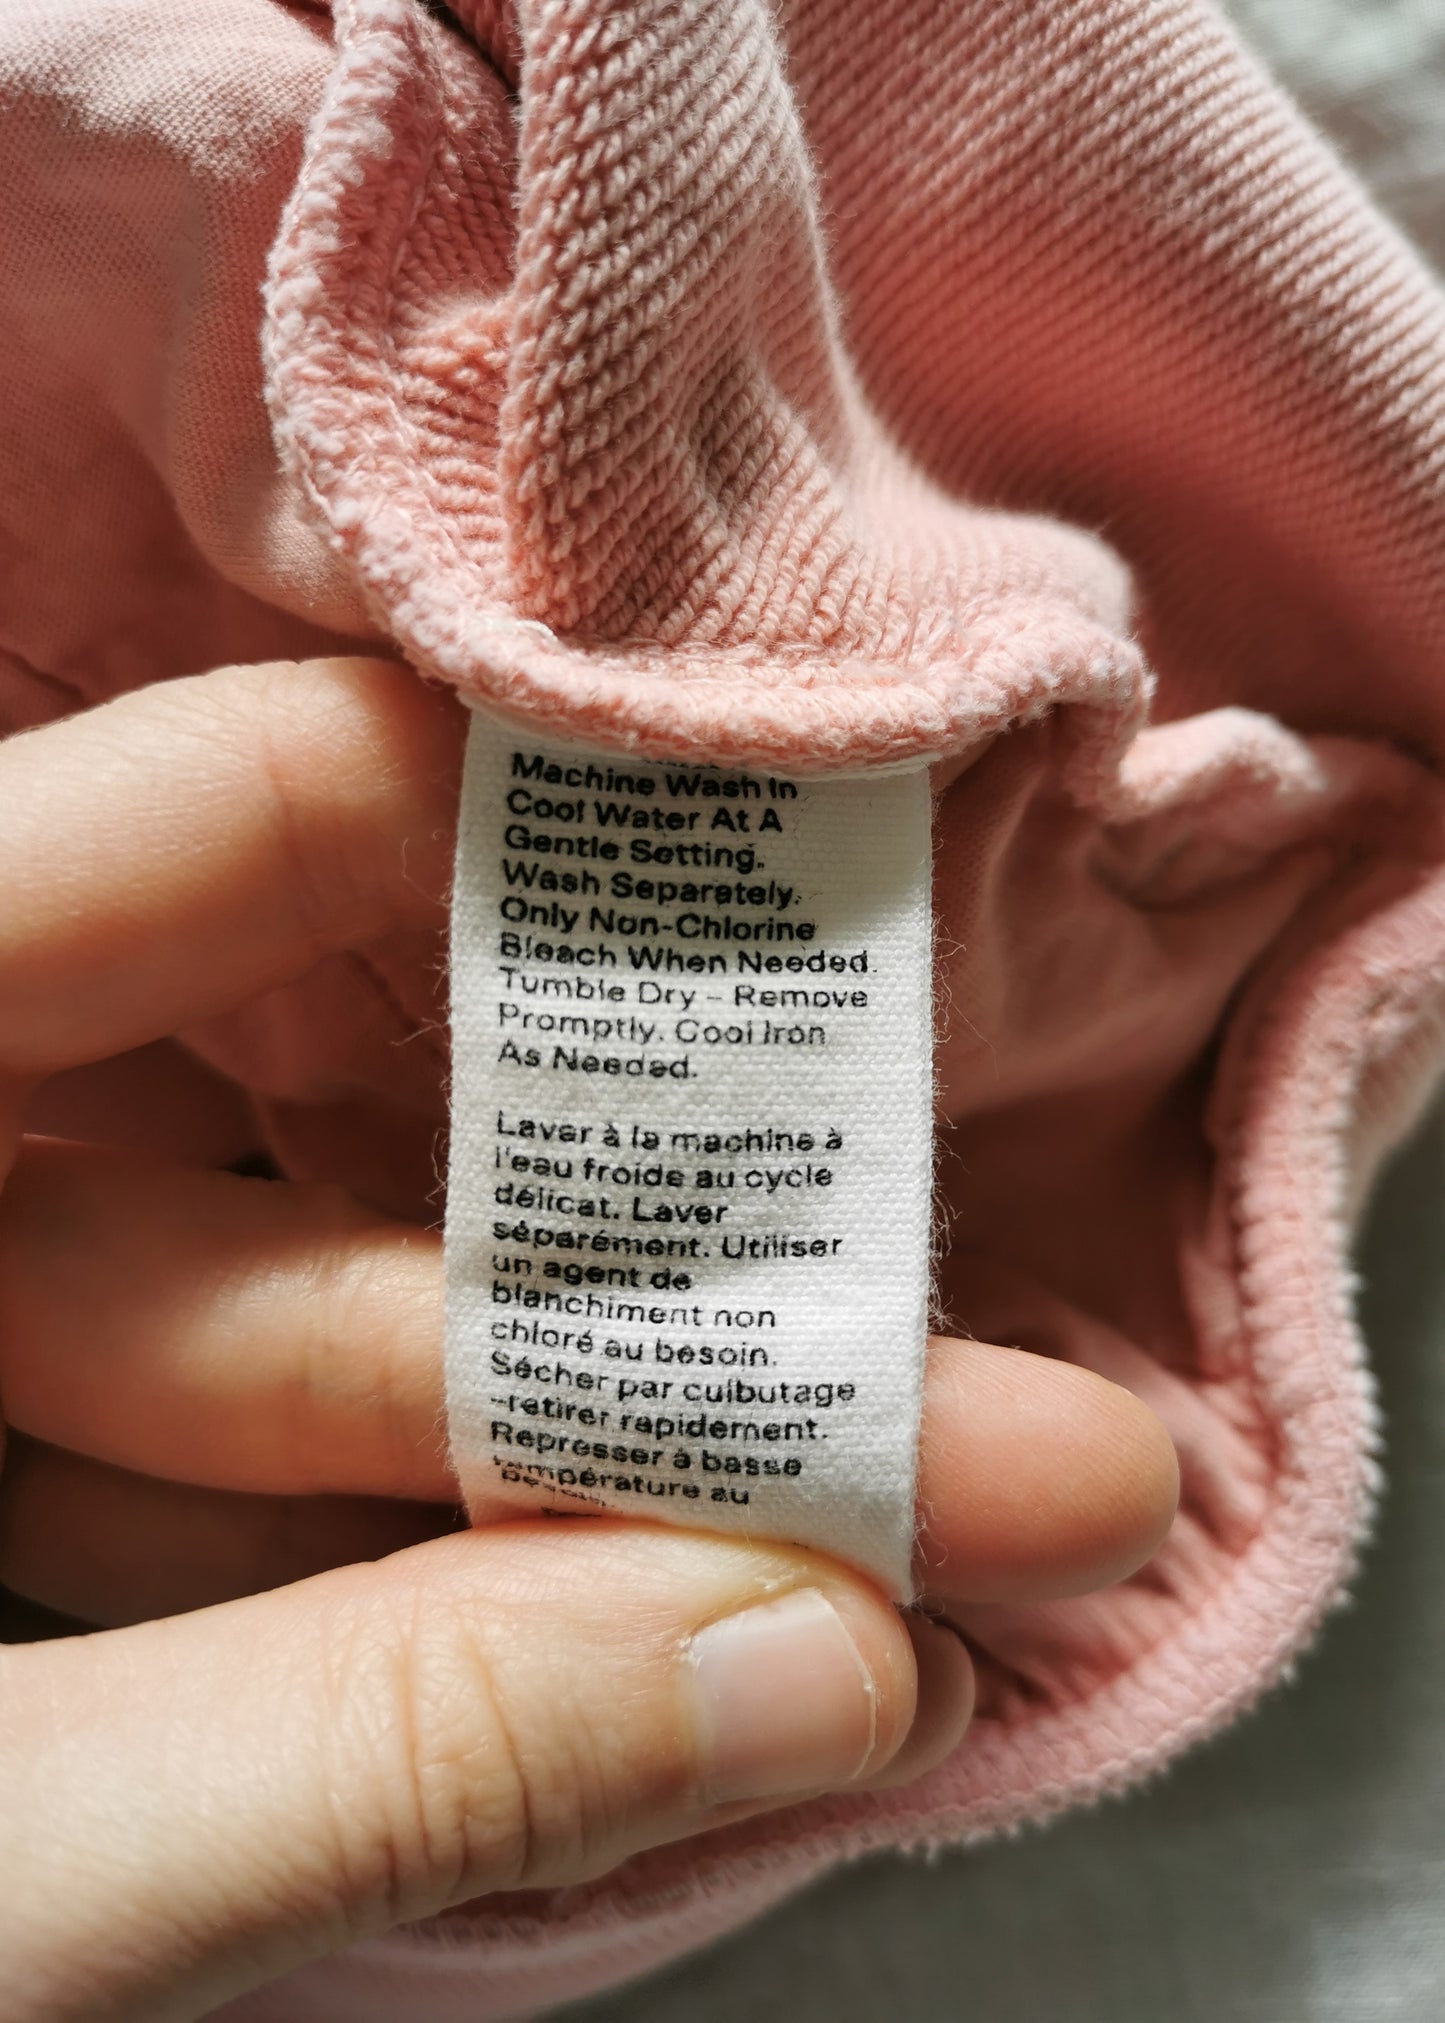 Machine Wash In
Cool Water At A
Gentle Setting.
Wash Separately.
Only Non-Chlorine
Bleach When Needed.
Tumble Dry – Remove
Promptly. Cool Iron
As Needed.
Laver à la machine à
l'eau froide au cycle
délicat. Laver
séparément. Utiliser
un agent de
blanchiment non
chloré au besoin.
Sécher par culbutage
–retirer rapidement.
Represser à basse
température au
besoin.